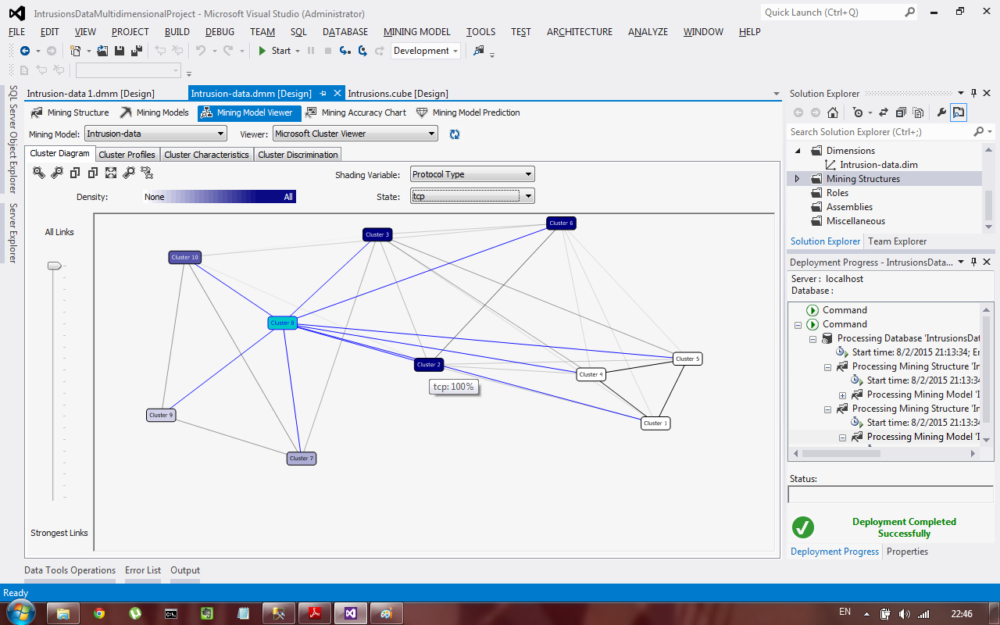 IntrusionsDataMultidimensionalProject - Microsoft Visual Studio (Administrator)
Quick Launch (Ctrl+Q)
FILE EDIT VIEW PROJECT BUILD DEBUG TEAM SQL DATABASE MINING MODEL TOOLS TEST ARCHITECTURE ANALYZE WINDOW HELP
Start Development
SQL Server Object Explorer
Server Explorer
Intrusion-data 1.dmm [Design] Intrusion-data.dmm [Design] Intrusions.cube [Design]
Mining Structure Mining Models Mining Model Viewer Mining Accuracy Chart Mining Model Prediction
Mining Model: Intrusion-data Viewer: Microsoft Cluster Viewer
Cluster Diagram Cluster Profiles Cluster Characteristics Cluster Discrimination
Shading Variable: Protocol Type
Density: None All State: tcp
All Links
Cluster 6
Cluster 3
Cluster 10
Cluster 8
Cluster 5
Cluster 2
Cluster 4
tcp: 100%
Cluster 9
Cluster 1
Cluster 7
Strongest Links
Solution Explorer
Search Solution Explorer (Ctrl+;)
Dimensions
Intrusion-data.dim
Mining Structures
Roles
Assemblies
Miscellaneous
Solution Explorer Team Explorer
Deployment Progress - IntrusionsData...
Server : localhost
Database :
Command
Command
Processing Database 'IntrusionsDat
Start time: 8/2/2015 21:13:34; En
Processing Mining Structure 'In
Start time: 8/2/2015 21:13:34
Processing Mining Model 'I
Processing Mining Structure 'In
Start time: 8/2/2015 21:13:34
Processing Mining Model 'I
Status:
Deployment Completed
Successfully
Deployment Progress Properties
Data Tools Operations Error List Output
Ready
EN 22:46